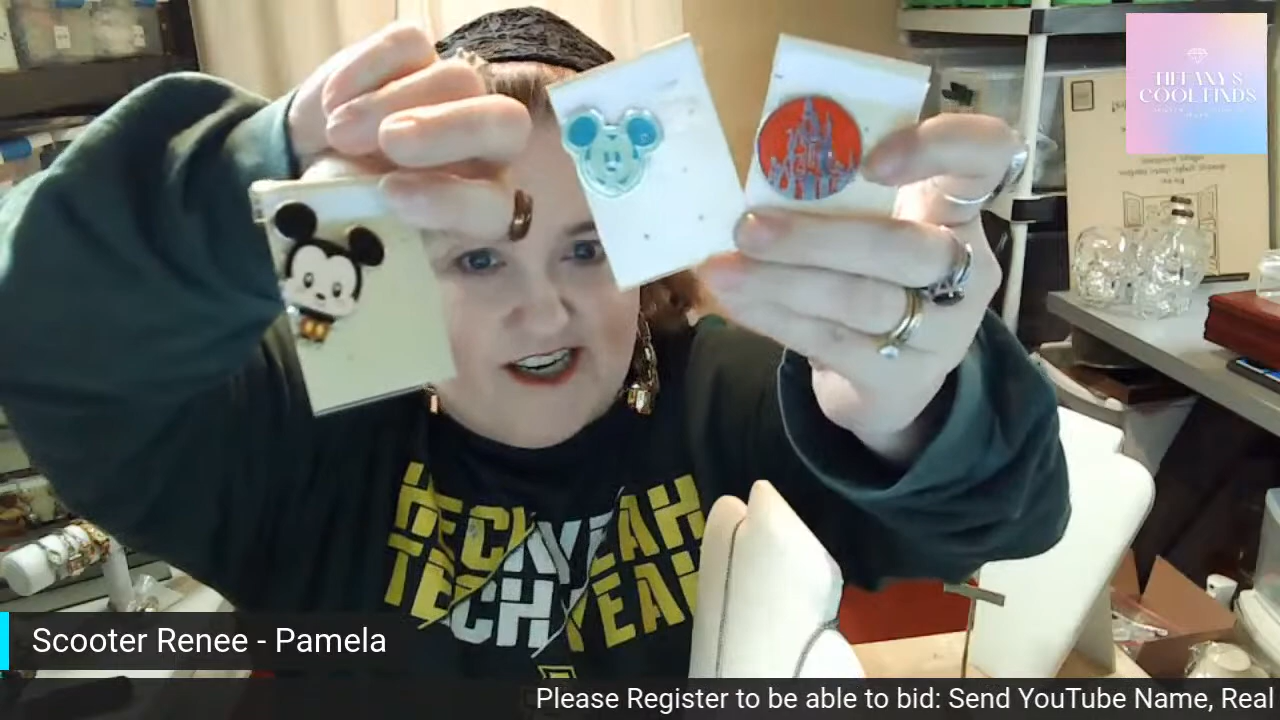 TIFFANY'S
COOL FINDS
HECK YEAH
TECH YEAH
Scooter Renee - Pamela
Please Register to be able to bid: Send YouTube Name, Real